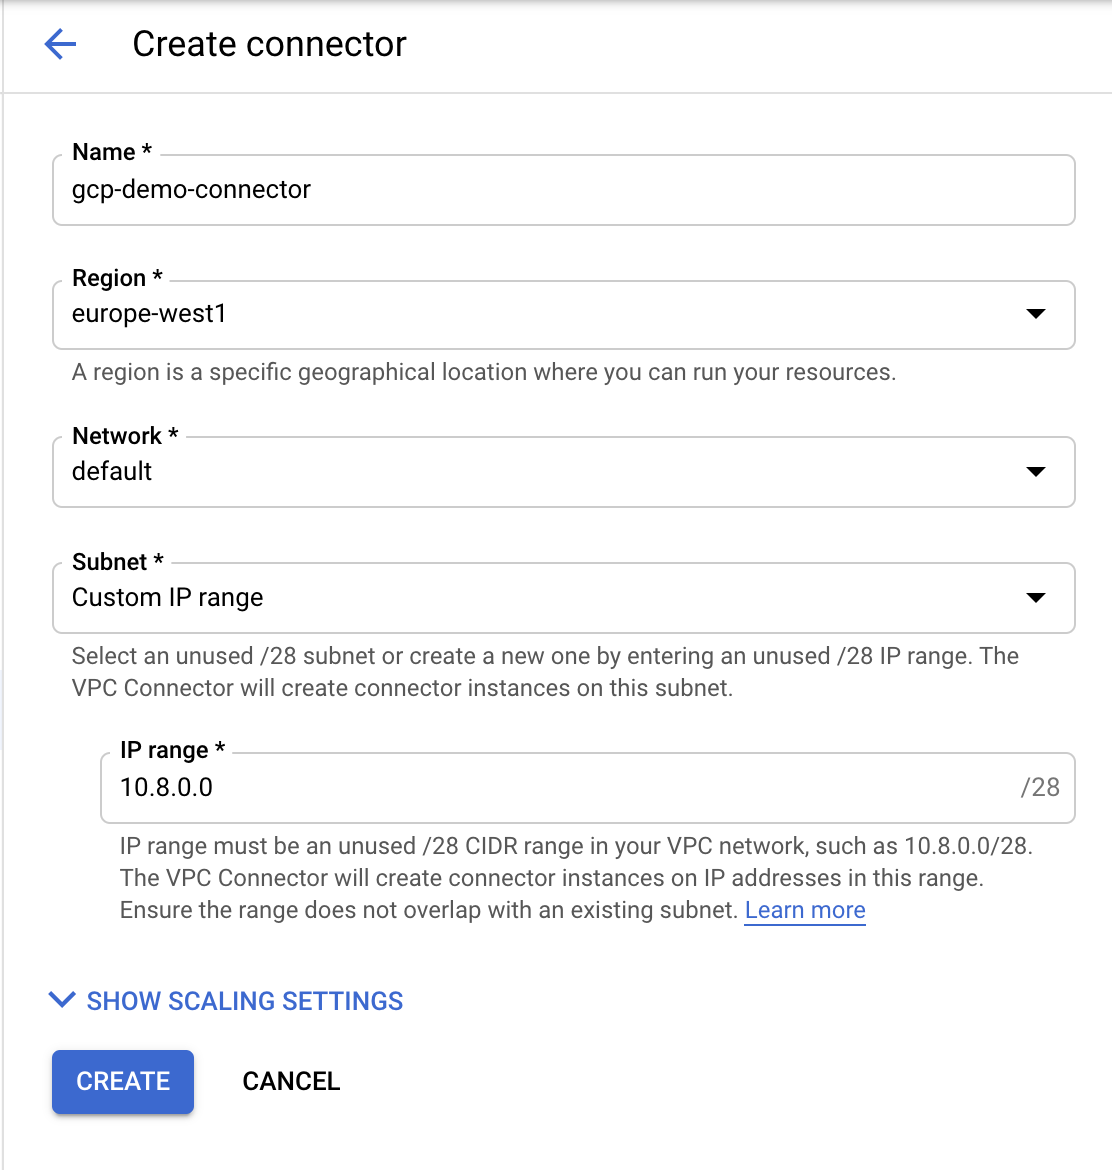 Create connector
Name *
gcp-demo-connector
Region *
europe-west1
A region is a specific geographical location where you can run your resources.
Network *
default
Subnet *
Custom IP range
Select an unused /28 subnet or create a new one by entering an unused /28 IP range. The
VPC Connector will create connector instances on this subnet.
IP range *
10.8.0.0 /28
IP range must be an unused /28 CIDR range in your VPC network, such as 10.8.0.0/28.
The VPC Connector will create connector instances on IP addresses in this range.
Ensure the range does not overlap with an existing subnet. Learn more
SHOW SCALING SETTINGS
CREATE CANCEL